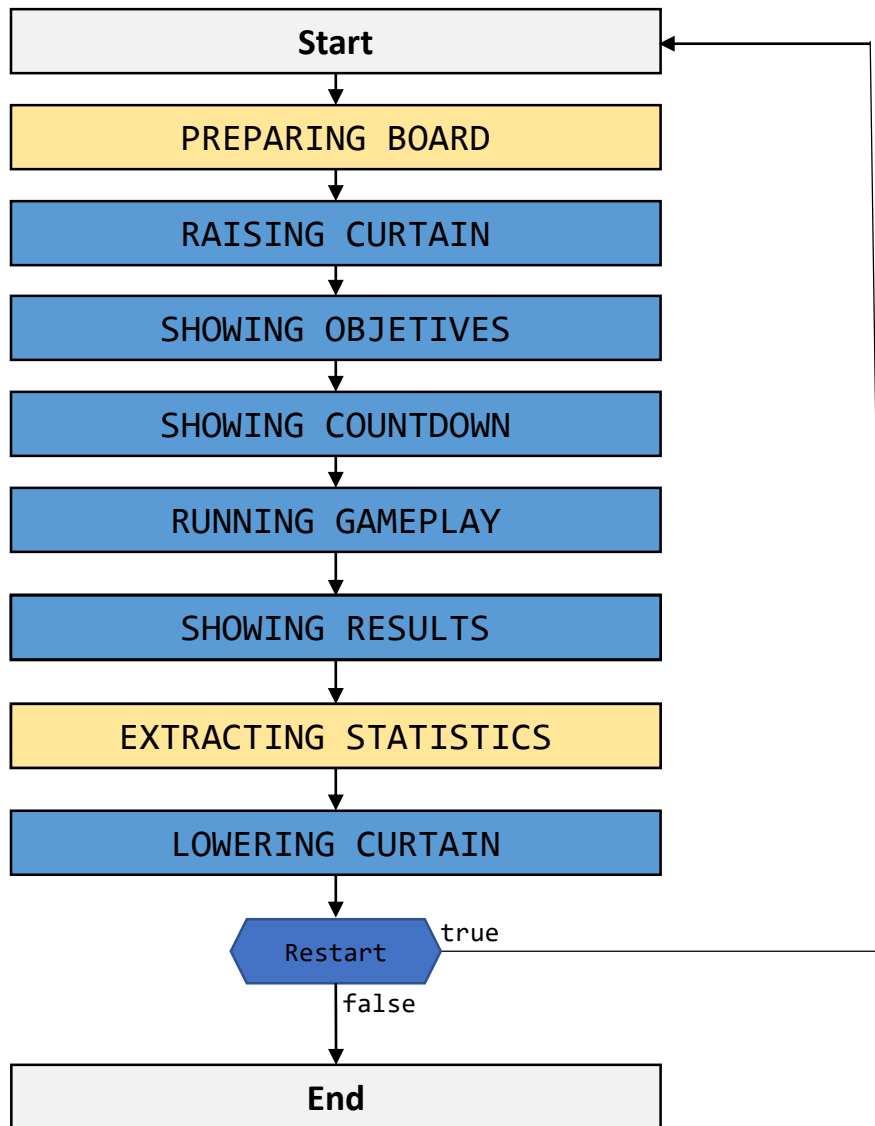 Start
PREPARING BOARD
RAISING CURTAIN
SHOWING OBJETIVES
SHOWING COUNTDOWN
RUNNING GAMEPLAY
SHOWING RESULTS
EXTRACTING STATISTICS
LOWERING CURTAIN
Restart
true
false
End